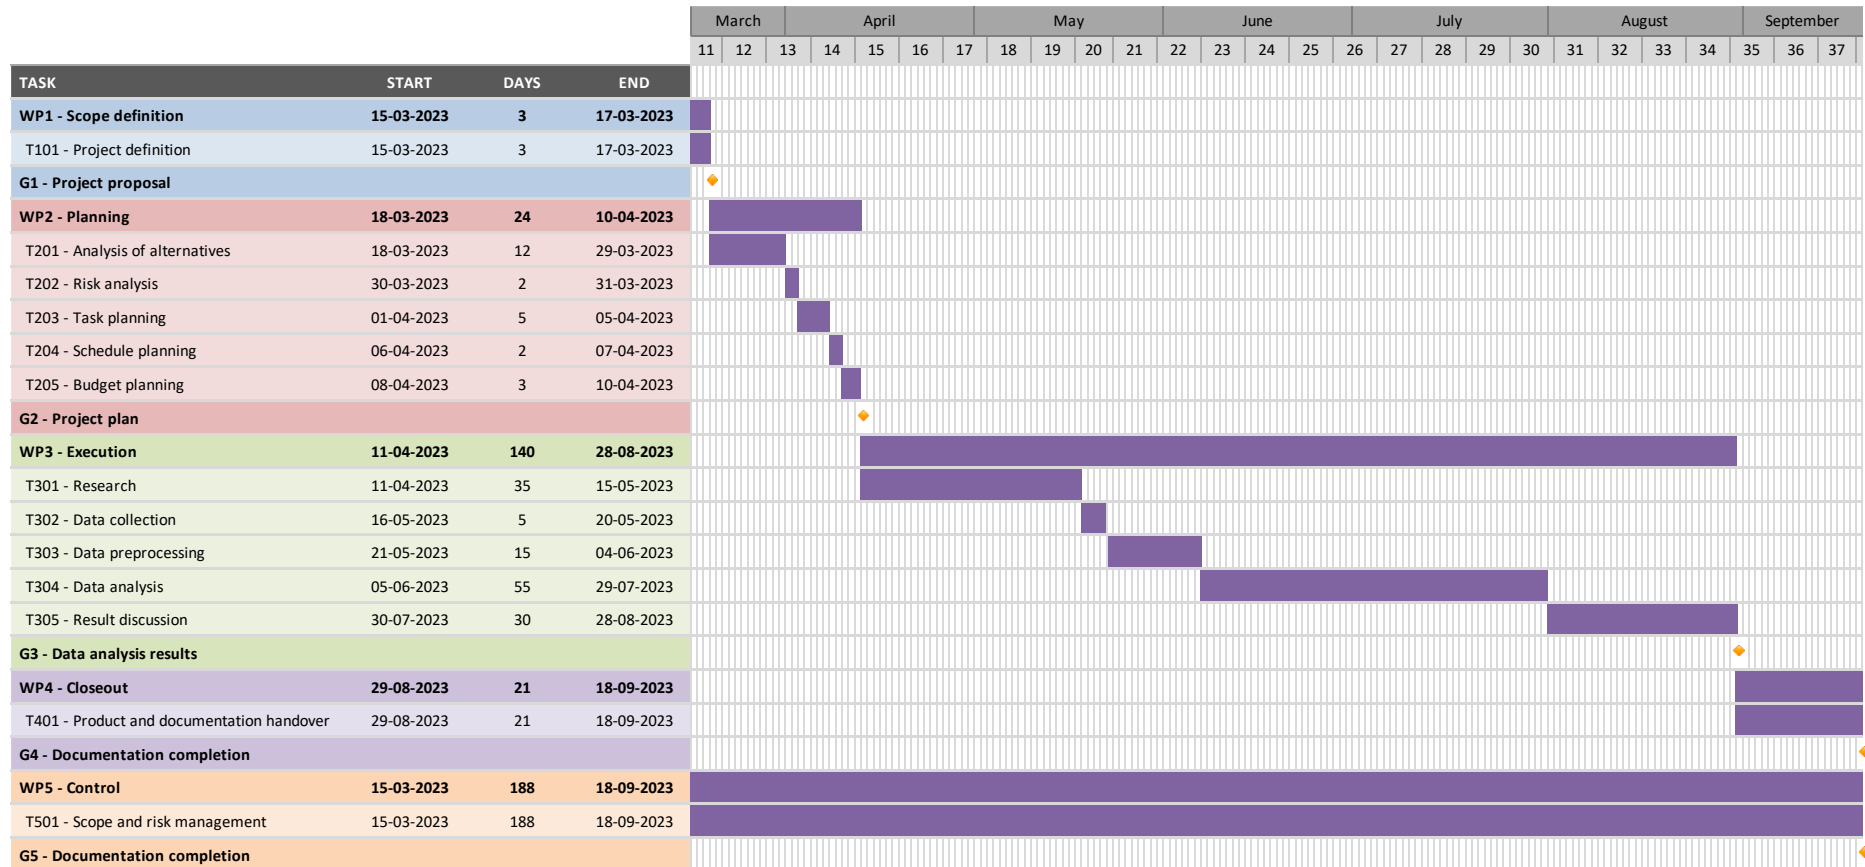 March April May June July August September
11 12 13 14 15 16 17 18 19 20 21 22 23 24 25 26 27 28 29 30 31 32 33 34 35 36 37
TASK START DAYS END
WP1 - Scope definition 15-03-2023 3 17-03-2023
T101 - Project definition 15-03-2023 3 17-03-2023
G1 - Project proposal
WP2 - Planning 18-03-2023 24 10-04-2023
T201 - Analysis of alternatives 18-03-2023 12 29-03-2023
T202 - Risk analysis 30-03-2023 2 31-03-2023
T203 - Task planning 01-04-2023 5 05-04-2023
T204 - Schedule planning 06-04-2023 2 07-04-2023
T205 - Budget planning 08-04-2023 3 10-04-2023
G2 - Project plan
WP3 - Execution 11-04-2023 140 28-08-2023
T301 - Research 11-04-2023 35 15-05-2023
T302 - Data collection 16-05-2023 5 20-05-2023
T303 - Data preprocessing 21-05-2023 15 04-06-2023
T304 - Data analysis 05-06-2023 55 29-07-2023
T305 - Result discussion 30-07-2023 30 28-08-2023
G3 - Data analysis results
WP4 - Closeout 29-08-2023 21 18-09-2023
T401 - Product and documentation handover 29-08-2023 21 18-09-2023
G4 - Documentation completion
WP5 - Control 15-03-2023 188 18-09-2023
T501 - Scope and risk management 15-03-2023 188 18-09-2023
G5 - Documentation completion